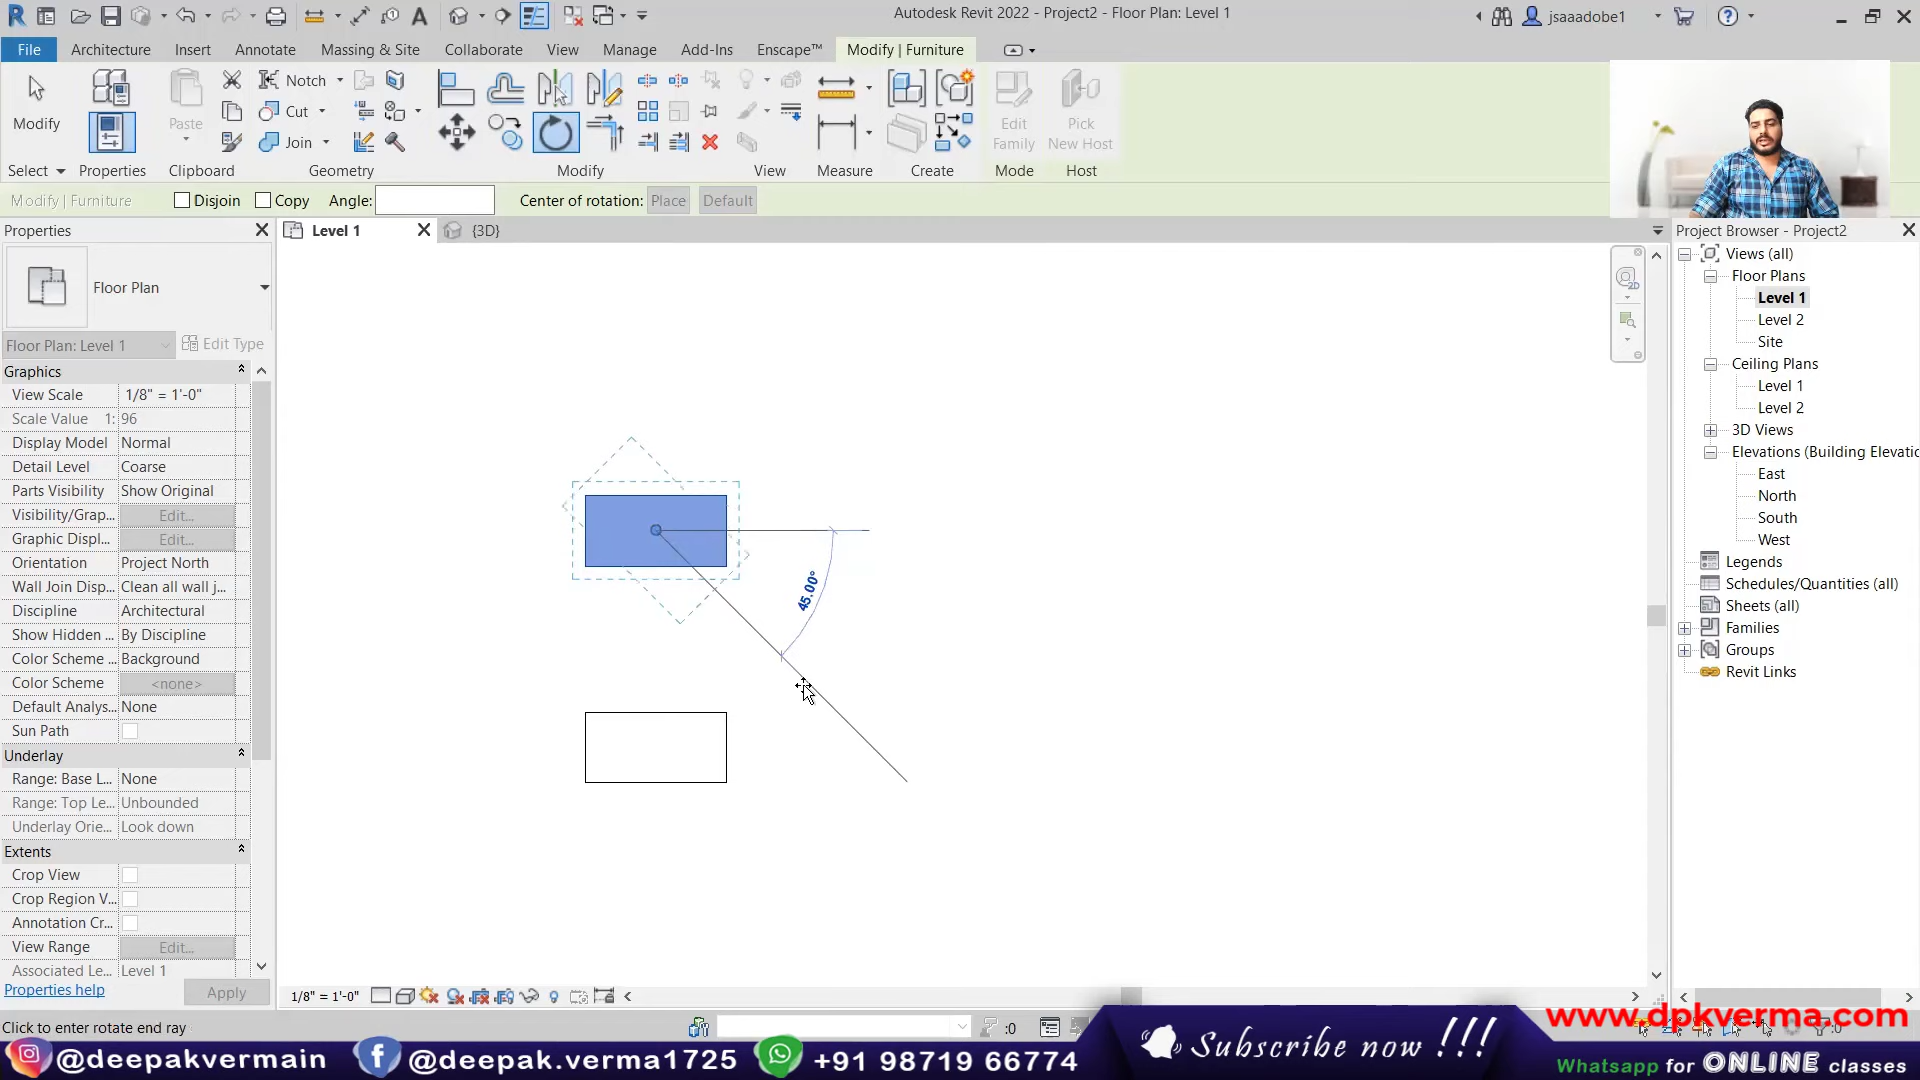 Autodesk Revit 2022 - Project2 - Floor Plan: Level 1
jsaaadobe1
File Architecture Insert Annotate Massing & Site Collaborate View Manage Add-Ins Enscape™ Modify | Furniture
Modify
Paste
Notch
Cut
Join
Edit Family
Pick New Host
Select Properties Clipboard Geometry Modify View Measure Create Mode Host
Modify | Furniture Disjoin Copy Angle: Center of rotation: Place Default
Properties
Level 1
{3D}
Floor Plan
Floor Plan: Level 1 Edit Type
Graphics
View Scale 1/8" = 1'-0"
Scale Value 1: 96
Display Model Normal
Detail Level Coarse
Parts Visibility Show Original
Visibility/Grap... Edit...
Graphic Displ... Edit...
Orientation Project North
Wall Join Disp... Clean all wall j...
Discipline Architectural
Show Hidden ... By Discipline
Color Scheme ... Background
Color Scheme <none>
Default Analys... None
Sun Path
Underlay
Range: Base L... None
Range: Top Le... Unbounded
Underlay Orie... Look down
Extents
Crop View
Crop Region V...
Annotation Cr...
View Range Edit...
Associated Le... Level 1
Properties help Apply
45.00°
Project Browser - Project2
Views (all)
Floor Plans
Level 1
Level 2
Site
Ceiling Plans
Level 1
Level 2
3D Views
Elevations (Building Elevatio
East
North
South
West
Legends
Schedules/Quantities (all)
Sheets (all)
Families
Groups
Revit Links
2D
1/8" = 1'-0"
Click to enter rotate end ray
:0
:0
www.dpkverma.com
@deepakvermain @deepak.verma1725 +91 98719 66774
Subscribe now !!!
Whatsapp for ONLINE classes